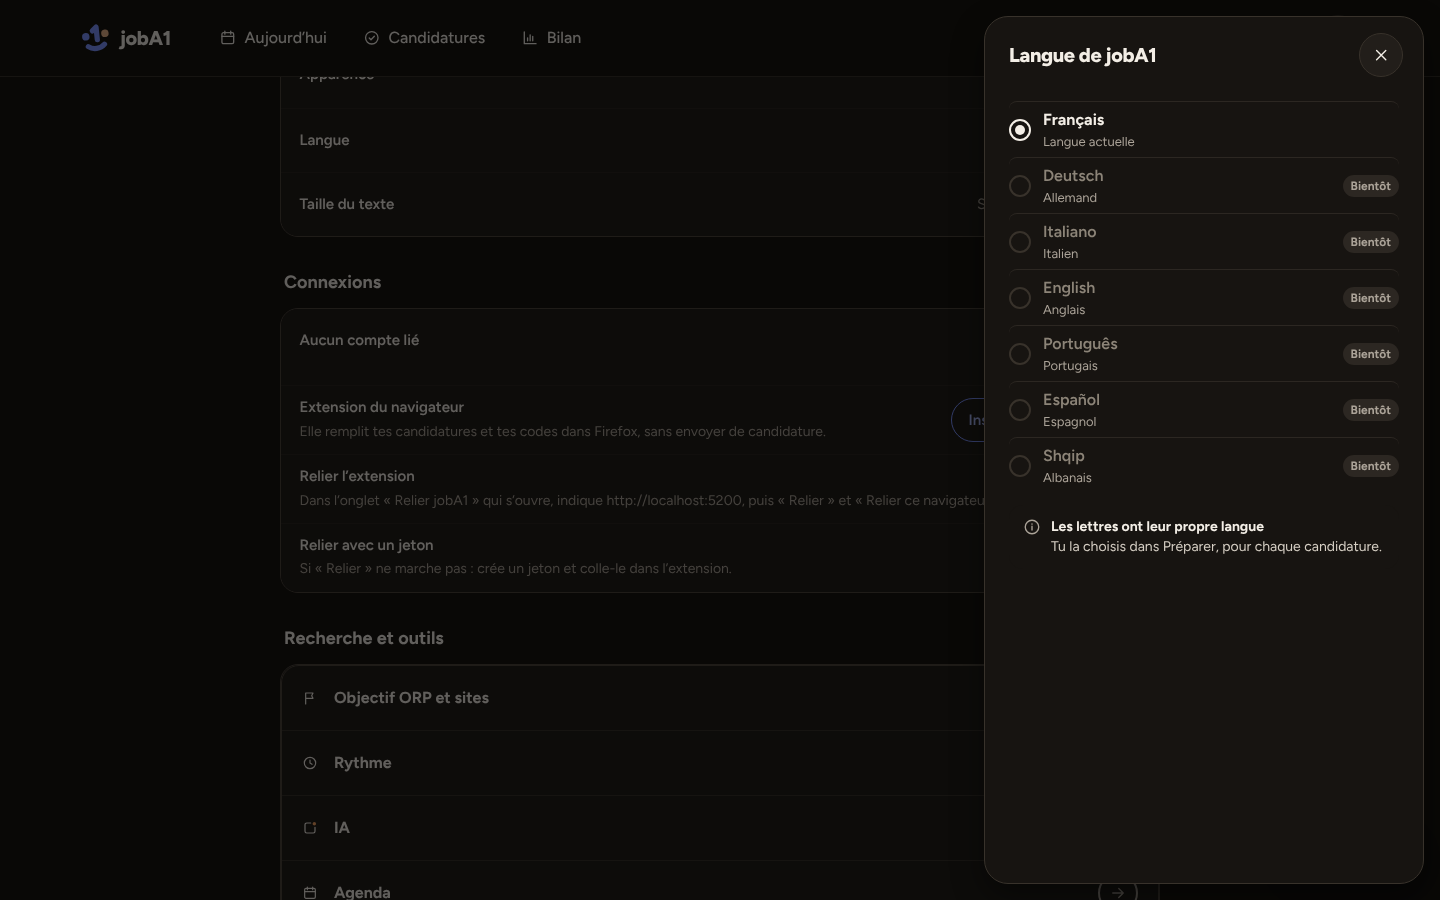 jobA1
Aujourd’hui
Candidatures
Bilan
Apparence
Langue
Taille du texte
Connexions
Aucun compte lié
Extension du navigateur
Elle remplit tes candidatures et tes codes dans Firefox, sans envoyer de candidature.
Relier l’extension
Dans l’onglet « Relier jobA1 » qui s’ouvre, indique http://localhost:5200, puis « Relier » et « Relier ce
Relier avec un jeton
Si « Relier » ne marche pas : crée un jeton et colle-le dans l’extension.
Recherche et outils
Objectif ORP et sites
Rythme
IA
Agenda
Langue de jobA1
Français
Langue actuelle
Deutsch
Allemand
Bientôt
Italiano
Italien
Bientôt
English
Anglais
Bientôt
Português
Portugais
Bientôt
Español
Espagnol
Bientôt
Shqip
Albanais
Bientôt
Les lettres ont leur propre langue
Tu la choisis dans Préparer, pour chaque candidature.